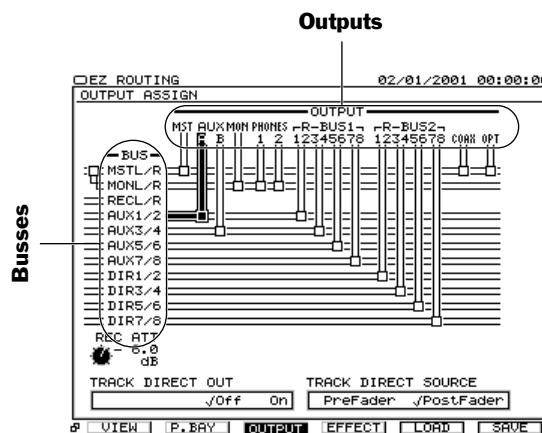 Outputs
EZ ROUTING 02/01/2001 00:00:00
OUTPUT ASSIGN
OUTPUT
MST AUX MON PHONES R-BUS1 R-BUS2
B 1 2 12345678 12345678 COAX OPT
Busses
BUS
MSTL/R
MONL/R
RECL/R
AUX1/2
AUX3/4
AUX5/6
AUX7/8
DIR1/2
DIR3/4
DIR5/6
DIR7/8
REC ATT
- 6.0
dB
TRACK DIRECT OUT TRACK DIRECT SOURCE
√Off On PreFader √PostFader
VIEW P.BAY OUTPUT EFFECT LOAD SAVE